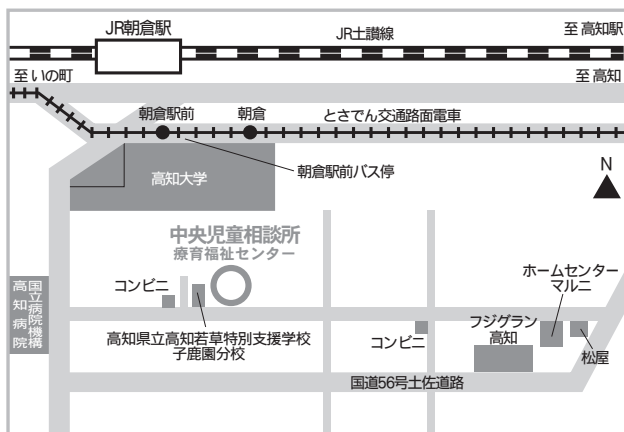 JR朝倉駅
JR土讃線
至 高知駅
至 いの町
至 高知
朝倉駅前
朝倉
とさでん交通路面電車
朝倉駅前バス停
高知大学
N
中央児童相談所
療育福祉センター
コンビニ
国立病院機構
高知病院
高知県立高知若草特別支援学校
子鹿園分校
コンビニ
フジグラン
高知
ホームセンター
マルニ
松屋
国道56号土佐道路